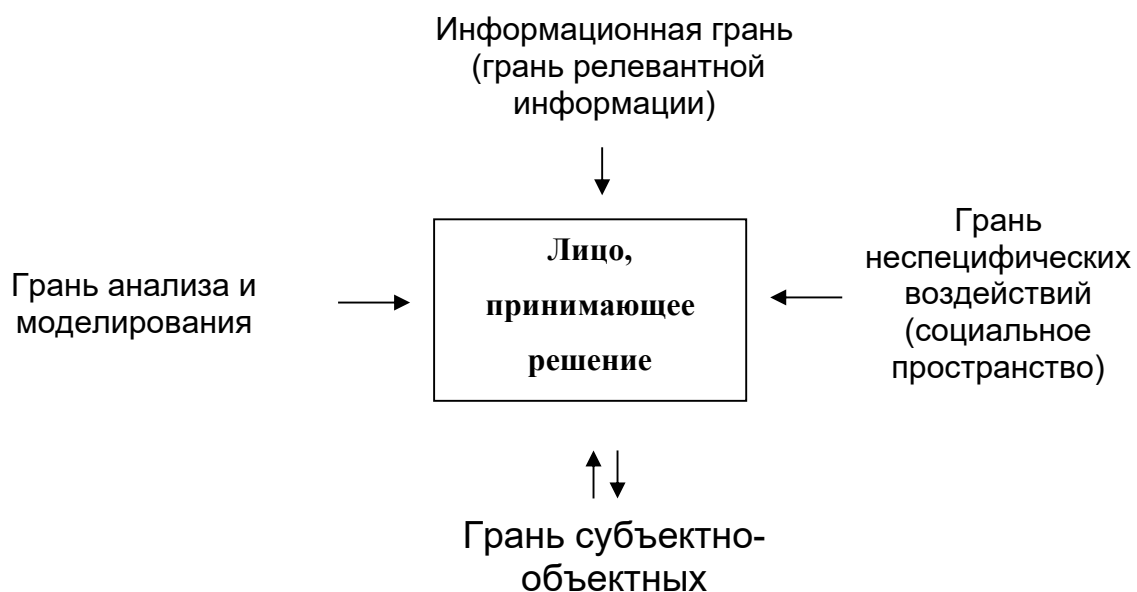 Информационная грань
(грань релевантной
информации)
Грань анализа и
моделирования
Лицо,
принимающее
решение
Грань
неспецифических
воздействий
(социальное
пространство)
Грань субъектно-
объектных